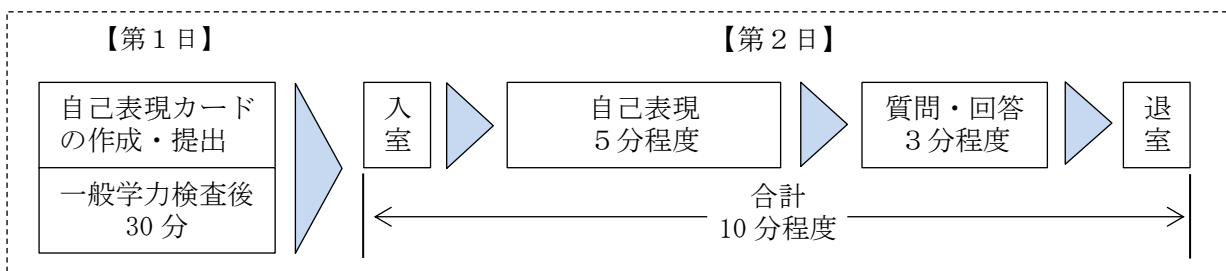 【第１日】
自己表現カード
の作成・提出
一般学力検査後
30 分
【第２日】
入
室
自己表現
５分程度
質問・回答
３分程度
退
室
合計
10 分程度